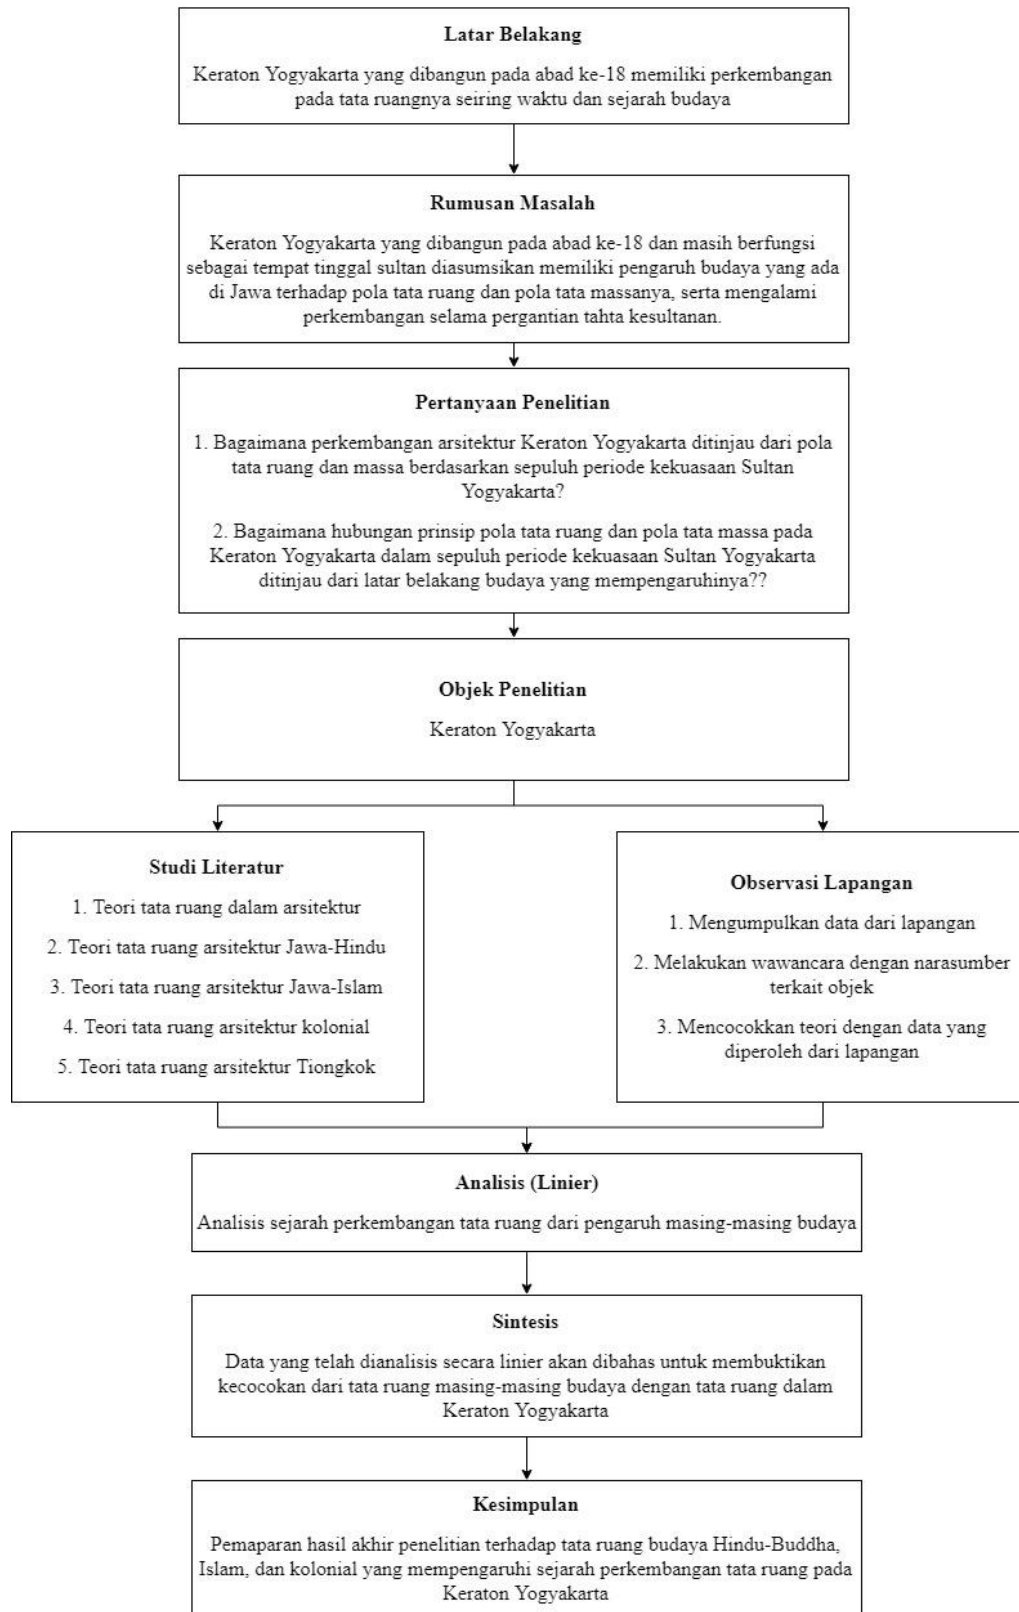 Latar Belakang
Keraton Yogyakarta yang dibangun pada abad ke-18 memiliki perkembangan
pada tata ruangnya seiring waktu dan sejarah budaya
Rumusan Masalah
Keraton Yogyakarta yang dibangun pada abad ke-18 dan masih berfungsi
sebagai tempat tinggal sultan diasumsikan memiliki pengaruh budaya yang ada
di Jawa terhadap pola tata ruang dan pola tata massanya, serta mengalami
perkembangan selama pergantian tahta kesultanan.
Pertanyaan Penelitian
1. Bagaimana perkembangan arsitektur Keraton Yogyakarta ditinjau dari pola
tata ruang dan massa berdasarkan sepuluh periode kekuasaan Sultan
Yogyakarta?
2. Bagaimana hubungan prinsip pola tata ruang dan pola tata massa pada
Keraton Yogyakarta dalam sepuluh periode kekuasaan Sultan Yogyakarta
ditinjau dari latar belakang budaya yang mempengaruhinya??
Objek Penelitian
Keraton Yogyakarta
Studi Literatur
1. Teori tata ruang dalam arsitektur
2. Teori tata ruang arsitektur Jawa-Hindu
3. Teori tata ruang arsitektur Jawa-Islam
4. Teori tata ruang arsitektur kolonial
5. Teori tata ruang arsitektur Tiongkok
Observasi Lapangan
1. Mengumpulkan data dari lapangan
2. Melakukan wawancara dengan narasumber
terkait objek
3. Mencocokkan teori dengan data yang
diperoleh dari lapangan
Analisis (Linier)
Analisis sejarah perkembangan tata ruang dari pengaruh masing-masing budaya
Sintesis
Data yang telah dianalisis secara linier akan dibahas untuk membuktikan
kecocokan dari tata ruang masing-masing budaya dengan tata ruang dalam
Keraton Yogyakarta
Kesimpulan
Pemaparan hasil akhir penelitian terhadap tata ruang budaya Hindu-Buddha,
Islam, dan kolonial yang mempengaruhi sejarah perkembangan tata ruang pada
Keraton Yogyakarta